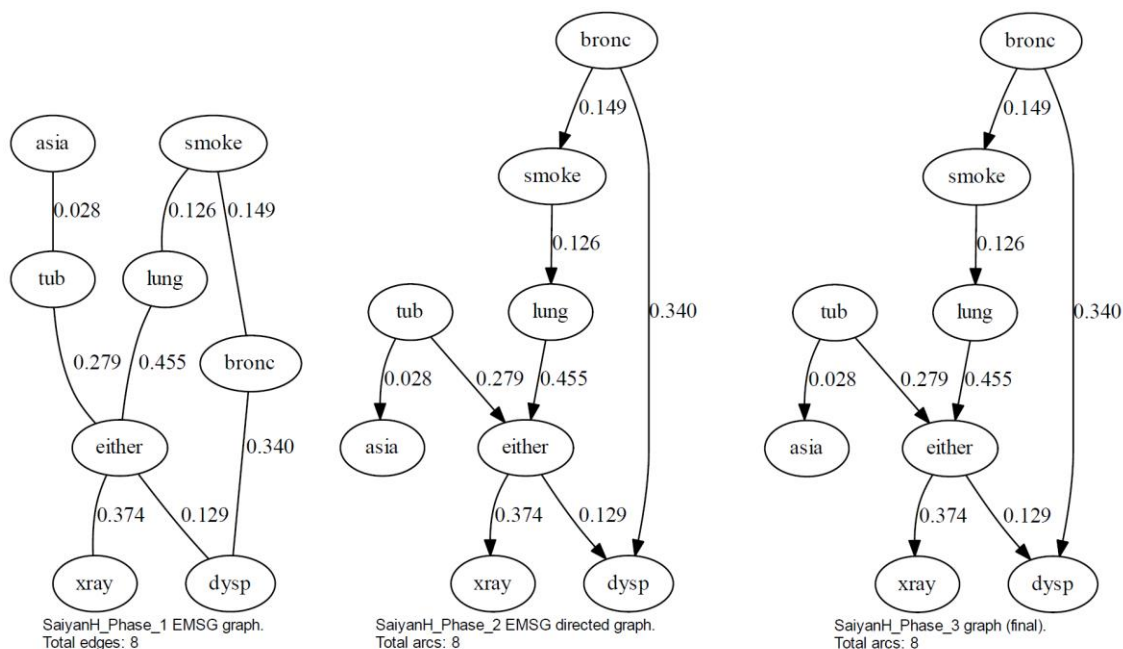 asia
smoke
0.028
0.126
0.149
tub
lung
0.279
0.455
bronc
either
0.340
0.374
0.129
xray
dysp
SaiyanH_Phase_1 EMSG graph.
Total edges: 8
bronc
0.149
smoke
0.126
tub
lung
0.340
0.028
0.279
0.455
asia
either
0.374
0.129
xray
dysp
SaiyanH_Phase_2 EMSG directed graph.
Total arcs: 8
bronc
0.149
smoke
0.126
tub
lung
0.340
0.028
0.279
0.455
asia
either
0.374
0.129
xray
dysp
SaiyanH_Phase_3 graph (final).
Total arcs: 8